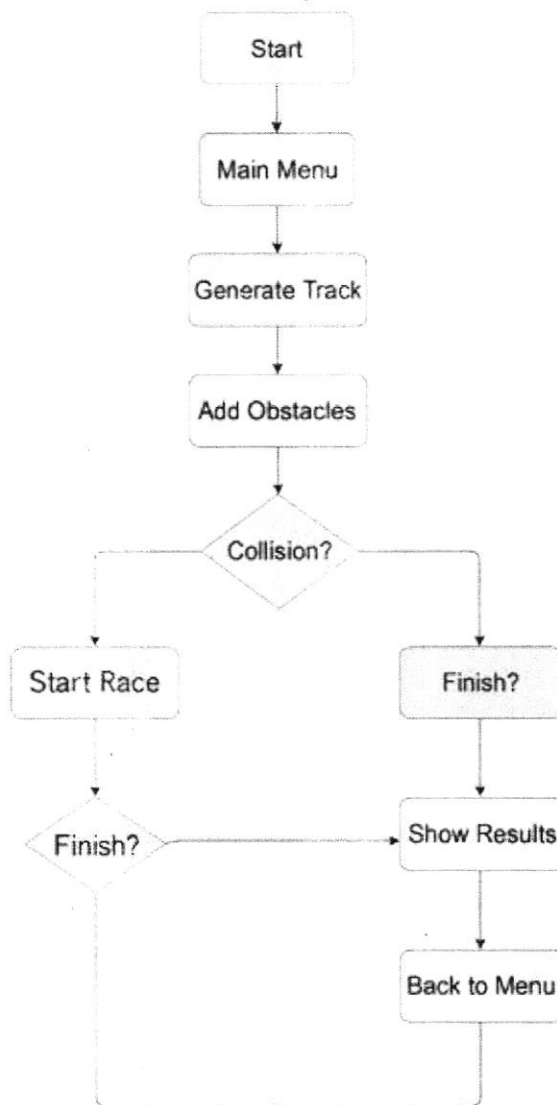 Start
Main Menu
Generate Track
Add Obstacles
Collision?
Start Race
Finish?
Finish?
Show Results
Back to Menu